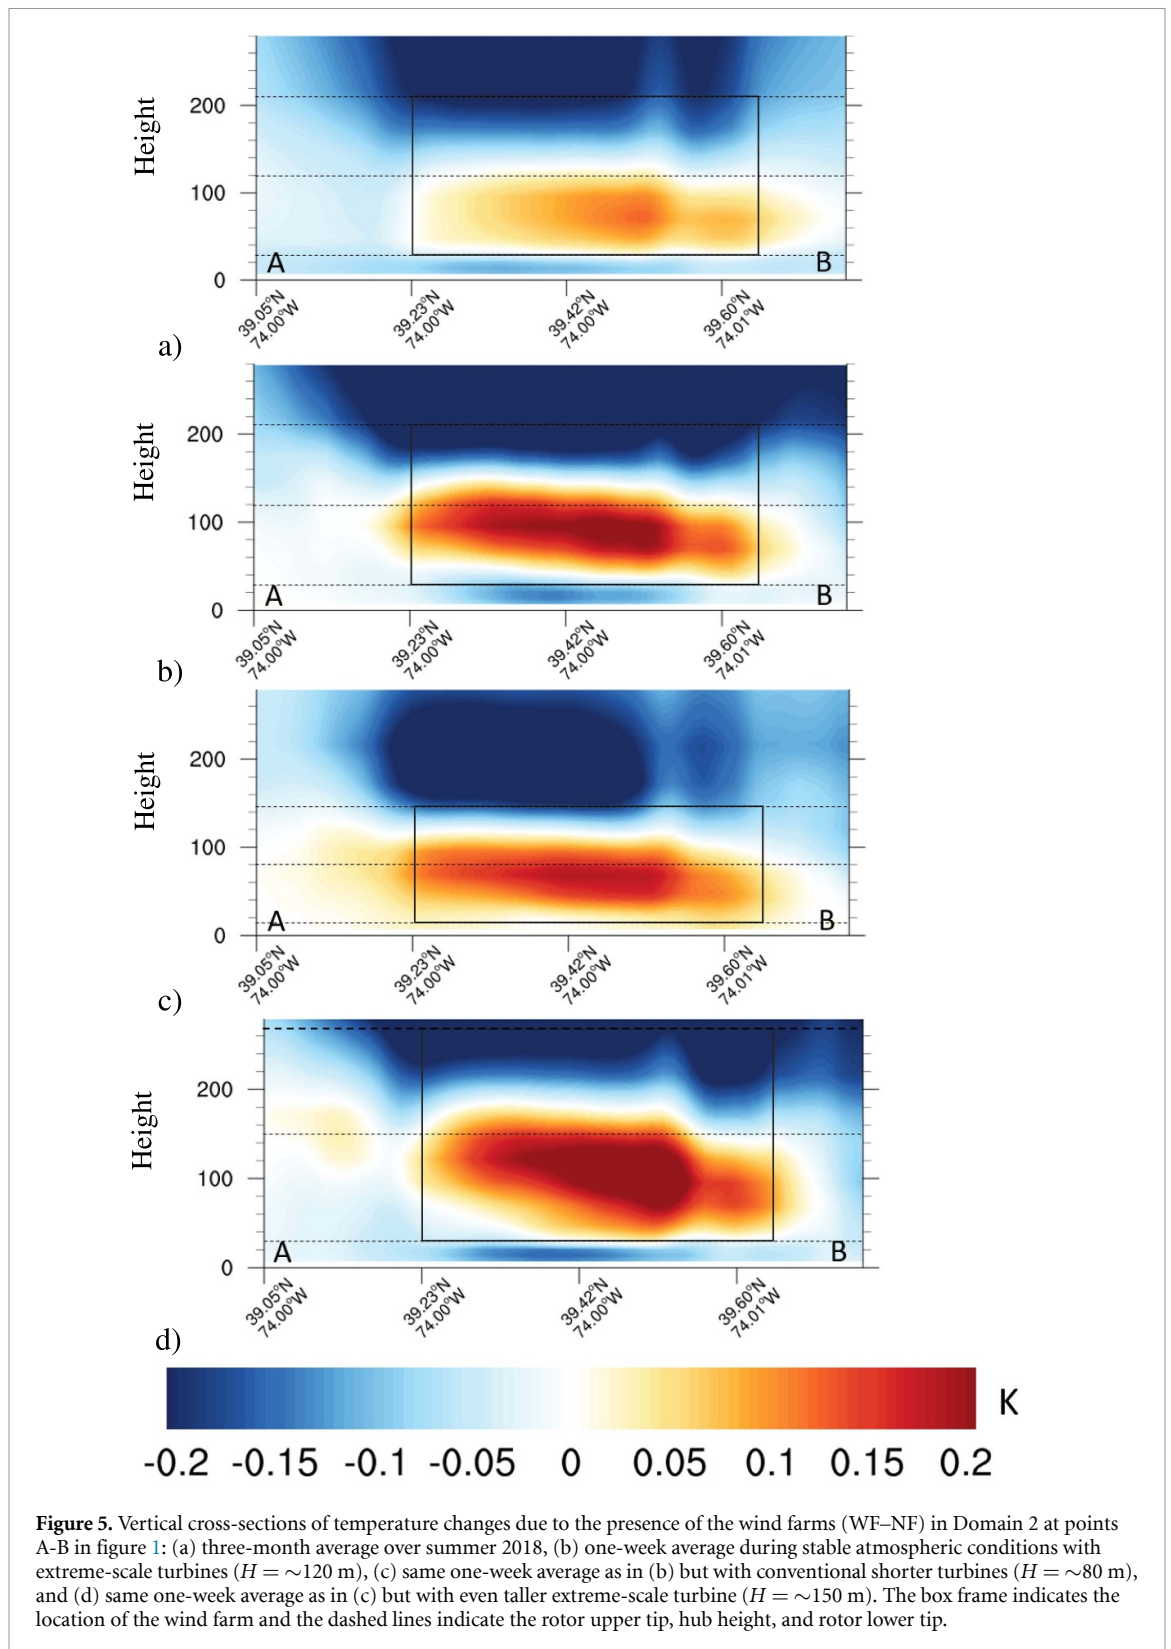 Height
200
100
0
A
B
39.05°N
74.00°W
39.23°N
74.00°W
39.42°N
74.00°W
39.60°N
74.01°W
a)
Height
200
100
0
A
B
39.05°N
74.00°W
39.23°N
74.00°W
39.42°N
74.00°W
39.60°N
74.01°W
b)
Height
200
100
0
A
B
39.05°N
74.00°W
39.23°N
74.00°W
39.42°N
74.00°W
39.60°N
74.01°W
c)
Height
200
100
0
A
B
39.05°N
74.00°W
39.23°N
74.00°W
39.42°N
74.00°W
39.60°N
74.01°W
d)
K
-0.2 -0.15 -0.1 -0.05 0 0.05 0.1 0.15 0.2
Figure 5. Vertical cross-sections of temperature changes due to the presence of the wind farms (WF–NF) in Domain 2 at points
A-B in figure 1: (a) three-month average over summer 2018, (b) one-week average during stable atmospheric conditions with
extreme-scale turbines (H = ∼120 m), (c) same one-week average as in (b) but with conventional shorter turbines (H = ∼80 m),
and (d) same one-week average as in (c) but with even taller extreme-scale turbine (H = ∼150 m). The box frame indicates the
location of the wind farm and the dashed lines indicate the rotor upper tip, hub height, and rotor lower tip.